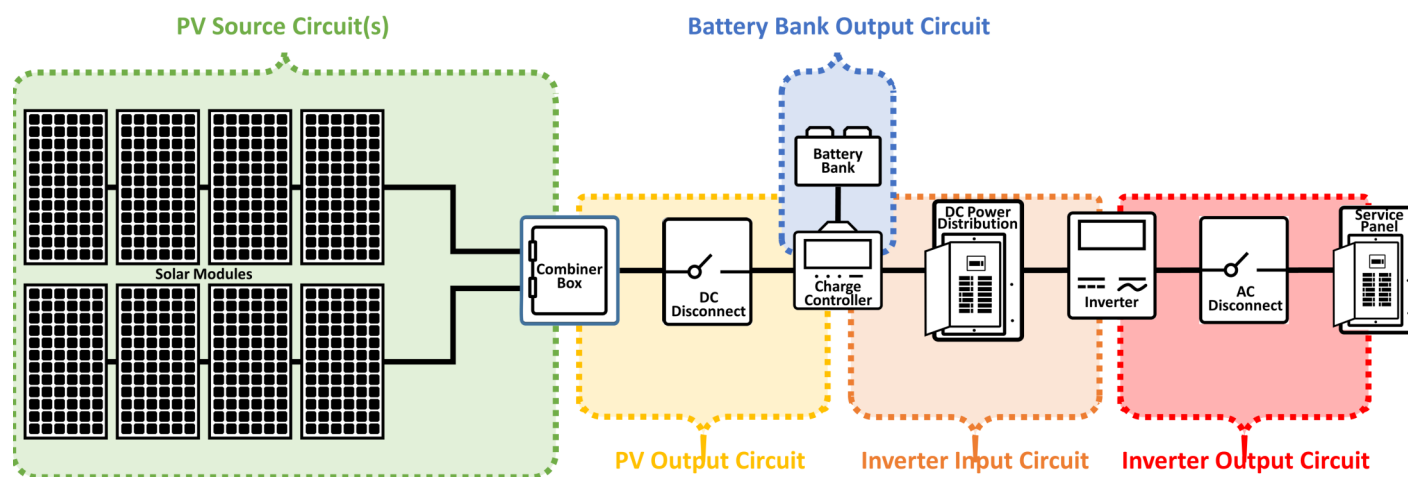 PV Source Circuit(s)
Battery Bank Output Circuit
Solar Modules
Combiner
Box
DC
Disconnect
Battery
Bank
Charge
Controller
DC Power
Distribution
Inverter
AC
Disconnect
Service
Panel
PV Output Circuit
Inverter Input Circuit
Inverter Output Circuit